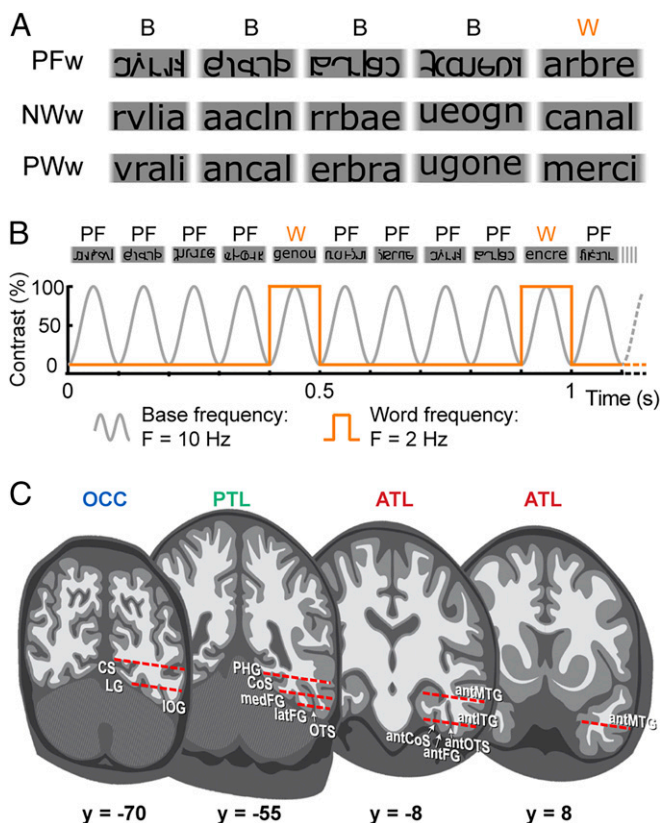 A
B B B B W
PFw arbre
NWw rvlia aacln rrbae ueogn canal
PWw vrali ancal erbra ugone merci
B
PF PF PF PF W PF PF PF PF W PF
genou encre
Contrast (%)
100
50
0
0 0.5 1 Time (s)
Base frequency: Word frequency:
F = 10 Hz F = 2 Hz
C
OCC PTL ATL ATL
CS
LG
IOG
PHG
CoS
medFG
latFG
OTS
antMTG
antITG
antCoS antOTS
antFG
antMTG
y = -70 y = -55 y = -8 y = 8